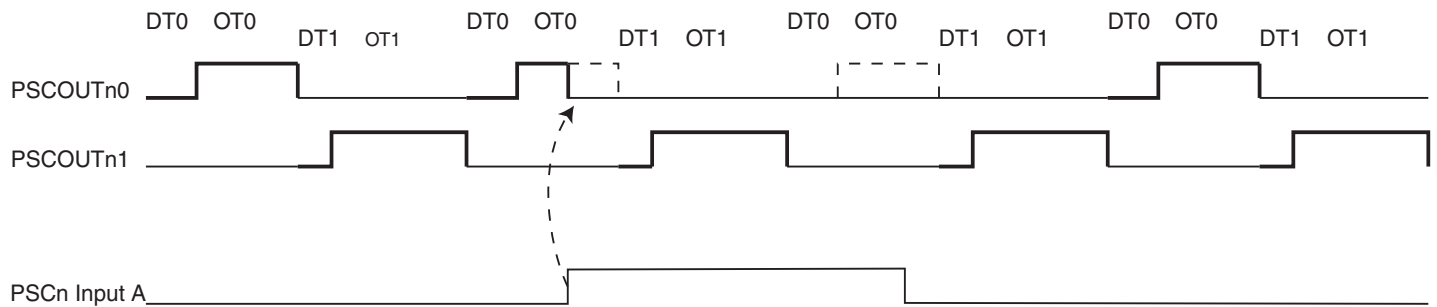 DT0 OT0 DT0 OT0 DT0 OT0 DT0 OT0
DT1 OT1 DT1 OT1 DT1 OT1 DT1 OT1
PSCOUTn0
PSCOUTn1
PSCn Input A